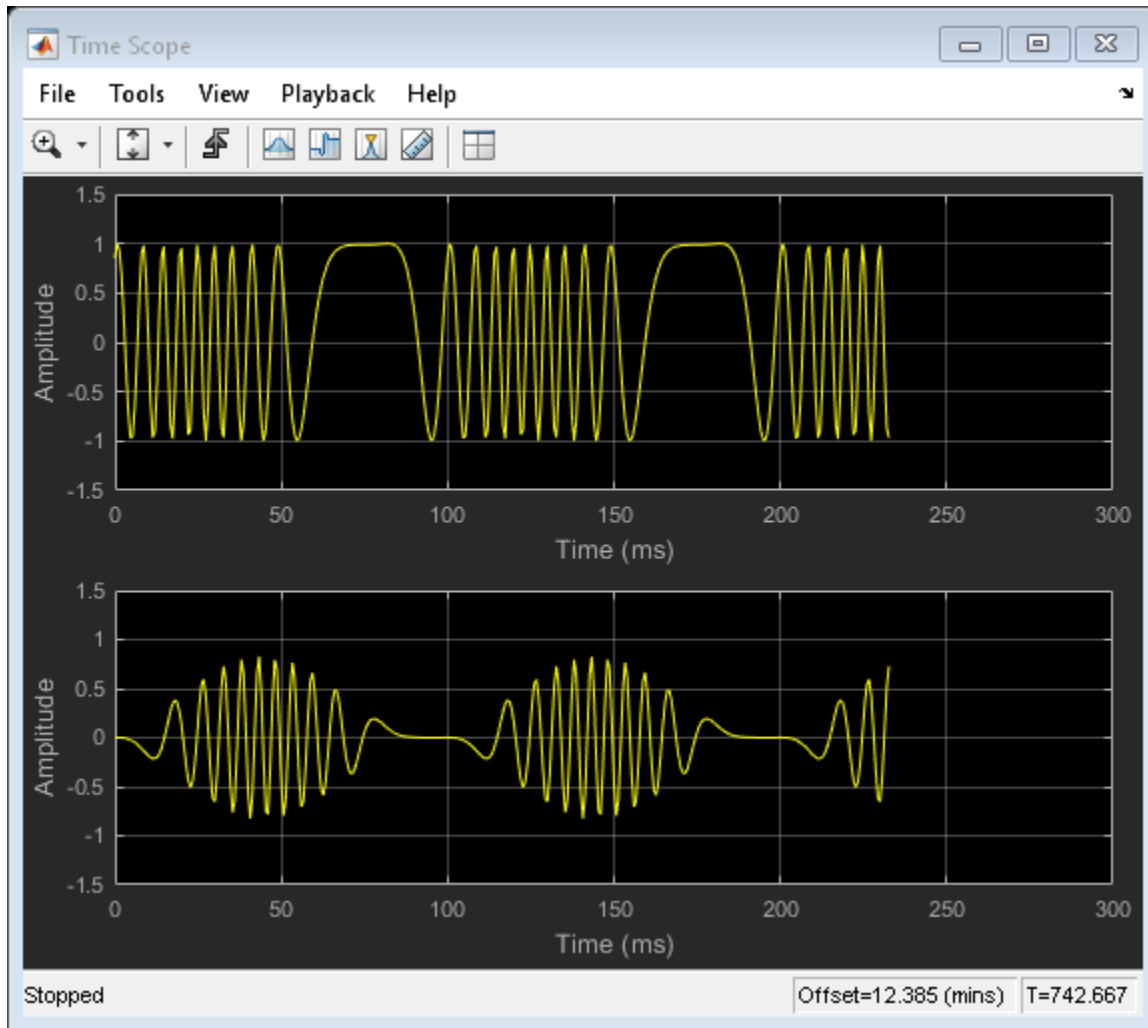 Time Scope
File Tools View Playback Help
1.5
1
0.5
0
-0.5
-1
-1.5
Amplitude
0 50 100 150 200 250 300
Time (ms)
1.5
1
0.5
0
-0.5
-1
-1.5
Amplitude
0 50 100 150 200 250 300
Time (ms)
Stopped Offset=12.385 (mins) T=742.667